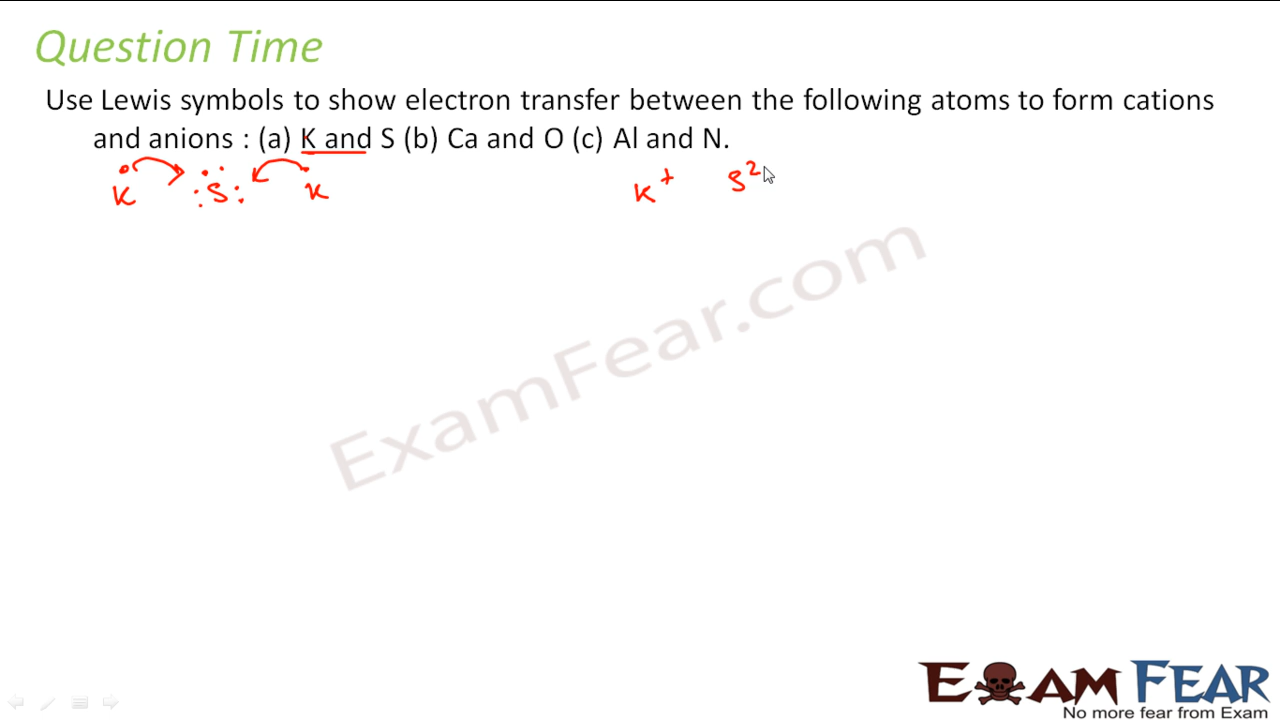 Question Time
Use Lewis symbols to show electron transfer between the following atoms to form cations
and anions : (a) K and S (b) Ca and O (c) Al and N.
K :S: K K⁺ S²
ExamFear.com
EXAM FEAR
No more fear from Exam